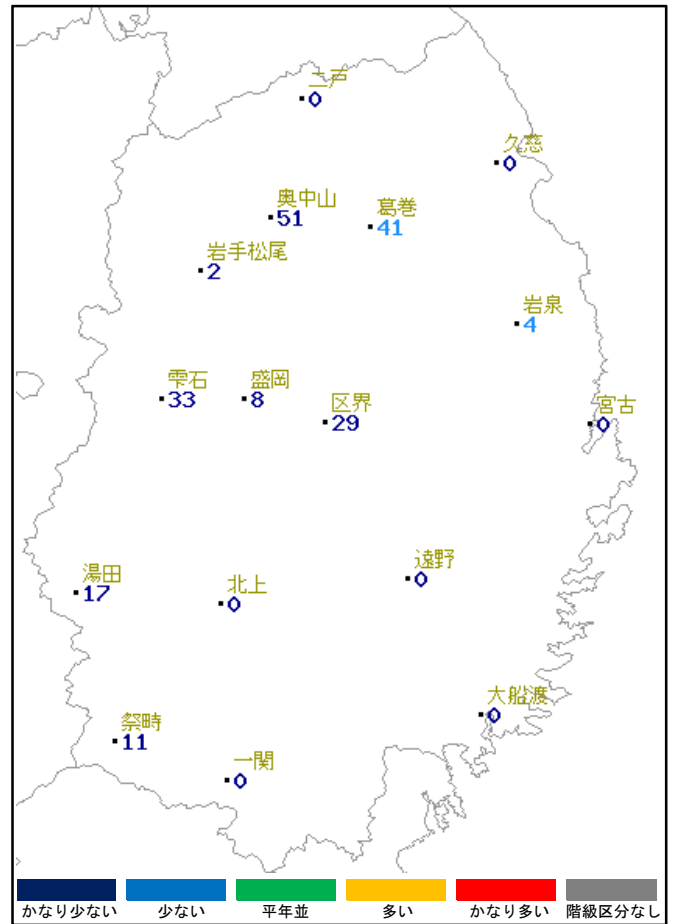 二戸
0
久慈
0
奥中山
51
葛巻
41
岩手松尾
2
岩泉
4
雫石
33
盛岡
8
区界
29
宮古
0
湯田
17
北上
0
遠野
0
大船渡
0
祭畤
11
一関
0
かなり少ない 少ない 平年並 多い かなり多い 階級区分なし